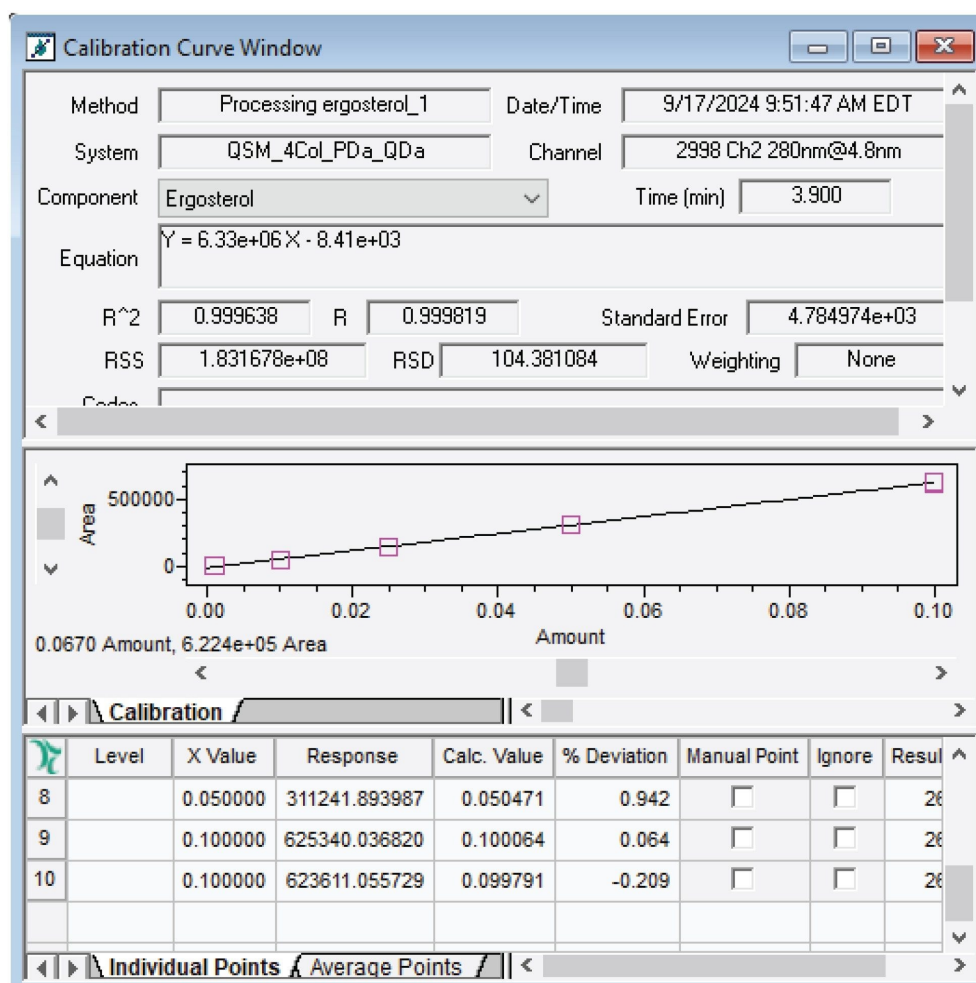 Calibration Curve Window
Method Processing ergosterol_1 Date/Time 9/17/2024 9:51:47 AM EDT
System QSM_4Col_PDa_QDa Channel 2998 Ch2 280nm@4.8nm
Component Ergosterol Time (min) 3.900
Equation Y = 6.33e+06 X - 8.41e+03
R^2 0.999638 R 0.999819 Standard Error 4.784974e+03
RSS 1.831678e+08 RSD 104.381084 Weighting None
Codes
500000
Area
0
0.00 0.02 0.04 0.06 0.08 0.10
Amount
0.0670 Amount, 6.224e+05 Area
Calibration
Level X Value Response Calc. Value % Deviation Manual Point Ignore Resul
8 0.050000 311241.893987 0.050471 0.942 26
9 0.100000 625340.036820 0.100064 0.064 26
10 0.100000 623611.055729 0.099791 -0.209 26
Individual Points Average Points